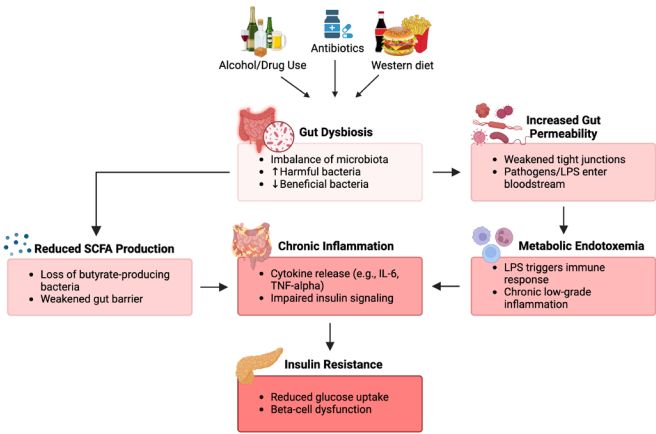 Alcohol/Drug Use
Antibiotics
Western diet
Gut Dysbiosis
• Imbalance of microbiota
• ↑Harmful bacteria
• ↓Beneficial bacteria
Increased Gut
Permeability
• Weakened tight junctions
• Pathogens/LPS enter
bloodstream
Reduced SCFA Production
• Loss of butyrate-producing
bacteria
• Weakened gut barrier
Chronic Inflammation
• Cytokine release (e.g., IL-6,
TNF-alpha)
• Impaired insulin signaling
Metabolic Endotoxemia
• LPS triggers immune
response
• Chronic low-grade
inflammation
Insulin Resistance
• Reduced glucose uptake
• Beta-cell dysfunction